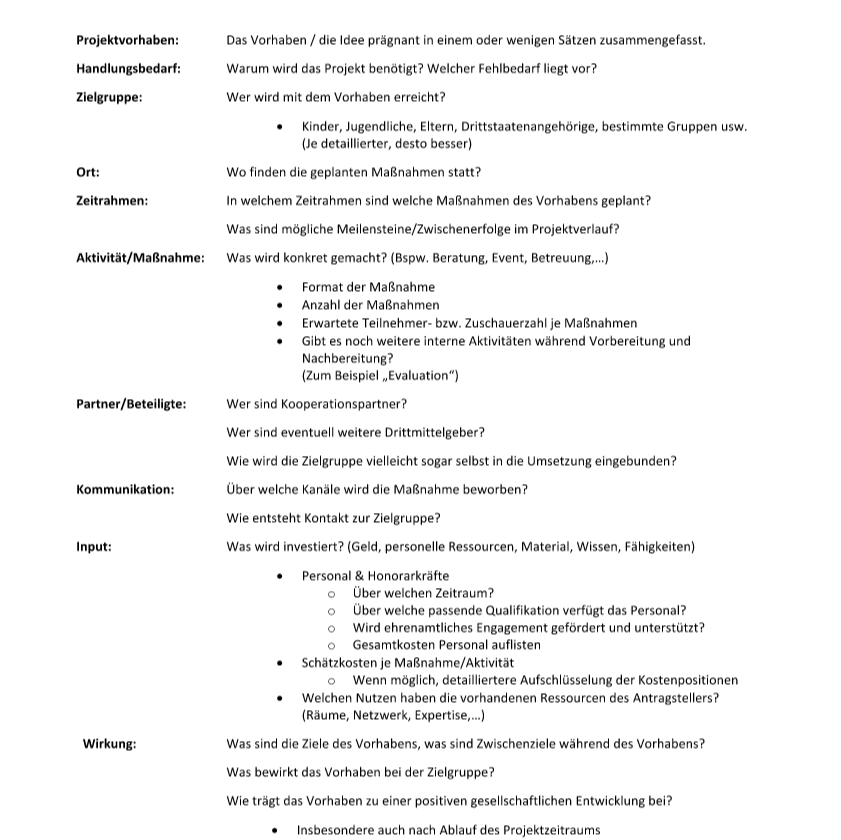 Projektvorhaben: Das Vorhaben / die Idee prägnant in einem oder wenigen Sätzen zusammengefasst.
Handlungsbedarf: Warum wird das Projekt benötigt? Welcher Fehlbedarf liegt vor?
Zielgruppe: Wer wird mit dem Vorhaben erreicht?
• Kinder, Jugendliche, Eltern, Drittstaatenangehörige, bestimmte Gruppen usw.
(Je detaillierter, desto besser)
Ort: Wo finden die geplanten Maßnahmen statt?
Zeitrahmen: In welchem Zeitrahmen sind welche Maßnahmen des Vorhabens geplant?
Was sind mögliche Meilensteine/Zwischenerfolge im Projektverlauf?
Aktivität/Maßnahme: Was wird konkret gemacht? (Bspw. Beratung, Event, Betreuung,...)
• Format der Maßnahme
• Anzahl der Maßnahmen
• Erwartete Teilnehmer- bzw. Zuschauerzahl je Maßnahmen
• Gibt es noch weitere interne Aktivitäten während Vorbereitung und
Nachbereitung?
(Zum Beispiel „Evaluation“)
Partner/Beteiligte: Wer sind Kooperationspartner?
Wer sind eventuell weitere Drittmittelgeber?
Wie wird die Zielgruppe vielleicht sogar selbst in die Umsetzung eingebunden?
Kommunikation: Über welche Kanäle wird die Maßnahme beworben?
Wie entsteht Kontakt zur Zielgruppe?
Input: Was wird investiert? (Geld, personelle Ressourcen, Material, Wissen, Fähigkeiten)
• Personal & Honorarkräfte
○ Über welchen Zeitraum?
○ Über welche passende Qualifikation verfügt das Personal?
○ Wird ehrenamtliches Engagement gefördert und unterstützt?
○ Gesamtkosten Personal auflisten
• Schätzkosten je Maßnahme/Aktivität
○ Wenn möglich, detailliertere Aufschlüsselung der Kostenpositionen
• Welchen Nutzen haben die vorhandenen Ressourcen des Antragstellers?
(Räume, Netzwerk, Expertise,...)
Wirkung: Was sind die Ziele des Vorhabens, was sind Zwischenziele während des Vorhabens?
Was bewirkt das Vorhaben bei der Zielgruppe?
Wie trägt das Vorhaben zu einer positiven gesellschaftlichen Entwicklung bei?
• Insbesondere auch nach Ablauf des Projektzeitraums